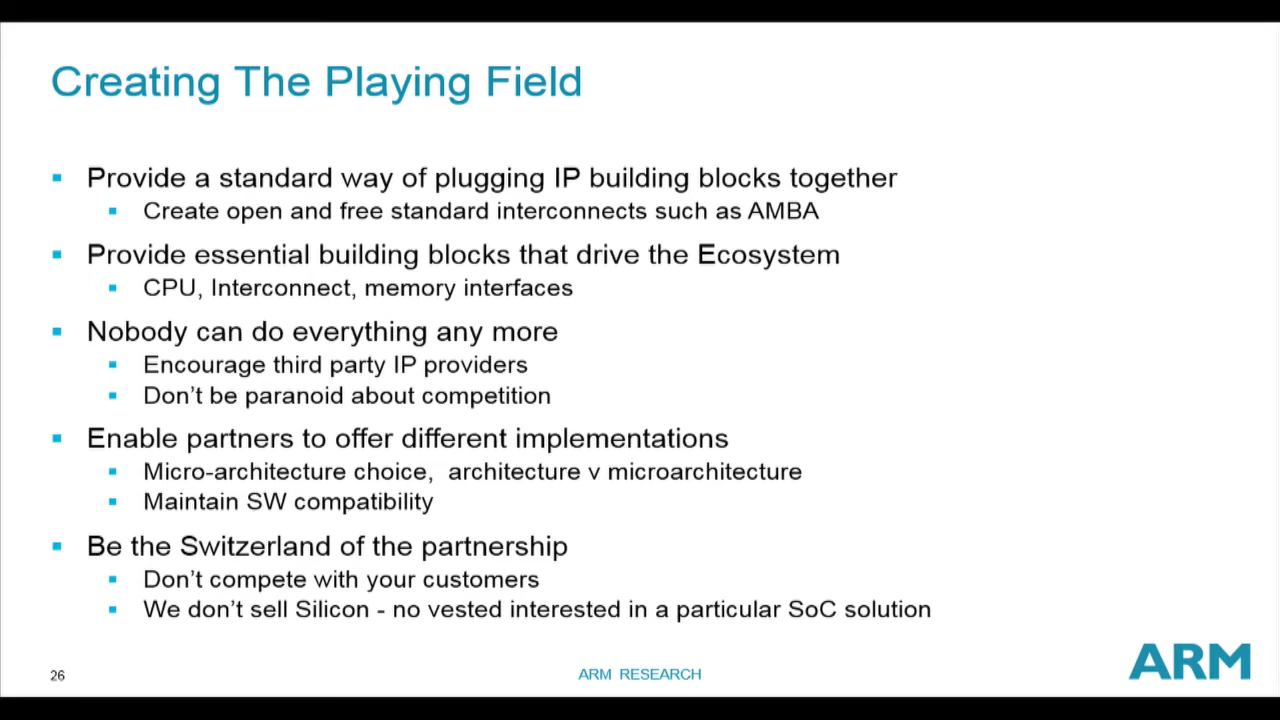 Creating The Playing Field
Provide a standard way of plugging IP building blocks together
Create open and free standard interconnects such as AMBA
Provide essential building blocks that drive the Ecosystem
CPU, Interconnect, memory interfaces
Nobody can do everything any more
Encourage third party IP providers
Don't be paranoid about competition
Enable partners to offer different implementations
Micro-architecture choice,  architecture v microarchitecture
Maintain SW compatibility
Be the Switzerland of the partnership
Don't compete with your customers
We don't sell Silicon - no vested interested in a particular SoC solution
26
ARM RESEARCH
ARM